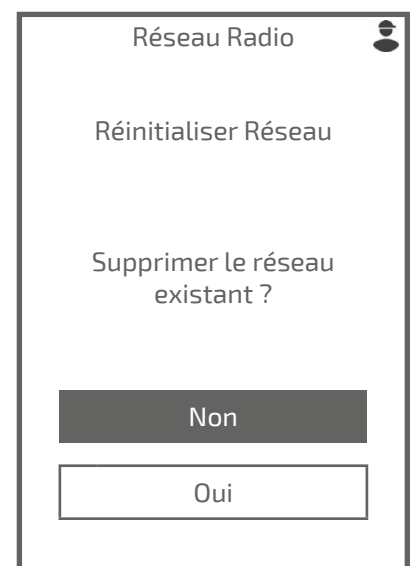 Réseau Radio
Réinitialiser Réseau
Supprimer le réseau
existant ?
Non
Oui